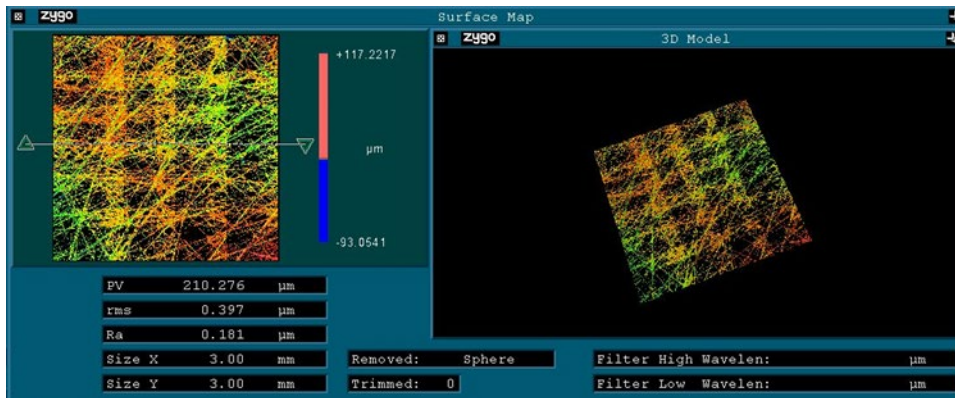 zygo
Surface Map
+117.2217
µm
-93.0541
zygo
3D Model
PV 210.276 µm
rms 0.397 µm
Ra 0.181 µm
Size X 3.00 mm
Size Y 3.00 mm
Removed: Sphere
Trimmed: 0
Filter High Wavelen: µm
Filter Low Wavelen: µm